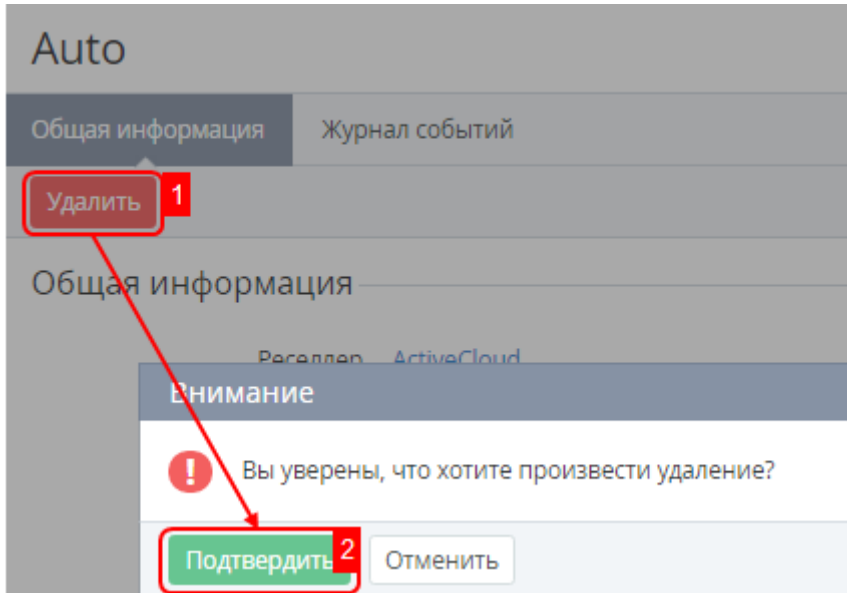 Auto
Общая информация Журнал событий
Удалить 1
Общая информация
Реселлер ActiveCloud
Внимание
Вы уверены, что хотите произвести удаление?
Подтвердить 2 Отменить